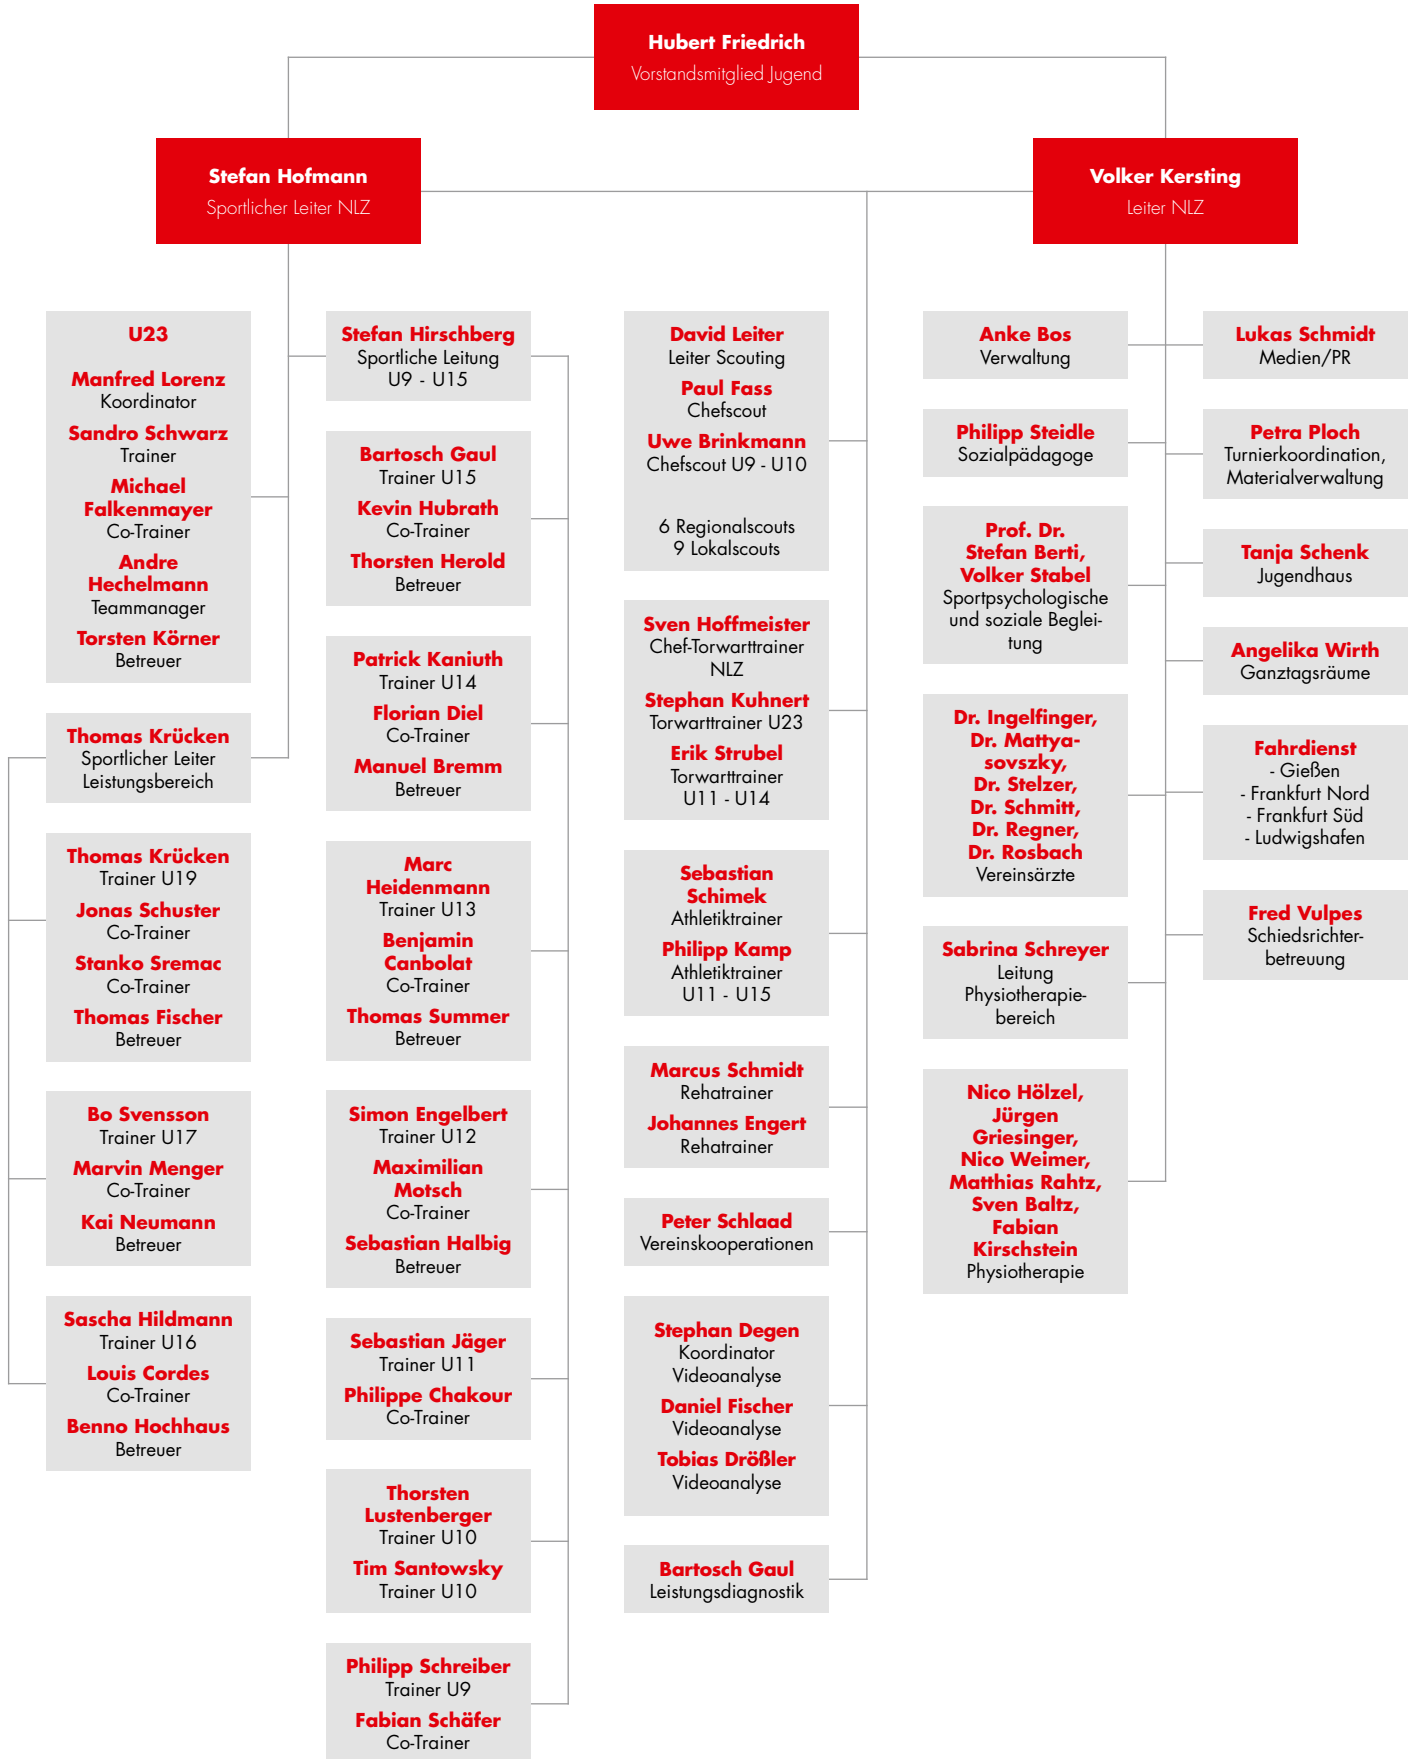 Hubert Friedrich
Vorstandsmitglied Jugend
Stefan Hofmann
Sportlicher Leiter NLZ
Volker Kersting
Leiter NLZ
U23
Manfred Lorenz
Koordinator
Sandro Schwarz
Trainer
Michael
Falkenmayer
Co-Trainer
Andre
Hechelmann
Teammanager
Torsten Körner
Betreuer
Thomas Krücken
Sportlicher Leiter
Leistungsbereich
Thomas Krücken
Trainer U19
Jonas Schuster
Co-Trainer
Stanko Sremac
Co-Trainer
Thomas Fischer
Betreuer
Bo Svensson
Trainer U17
Marvin Menger
Co-Trainer
Kai Neumann
Betreuer
Sascha Hildmann
Trainer U16
Louis Cordes
Co-Trainer
Benno Hochhaus
Betreuer
Stefan Hirschberg
Sportliche Leitung
U9 - U15
Bartosch Gaul
Trainer U15
Kevin Hubrath
Co-Trainer
Thorsten Herold
Betreuer
Patrick Kaniuth
Trainer U14
Florian Diel
Co-Trainer
Manuel Bremm
Betreuer
Marc
Heidenmann
Trainer U13
Benjamin
Canbolat
Co-Trainer
Thomas Summer
Betreuer
Simon Engelbert
Trainer U12
Maximilian
Motsch
Co-Trainer
Sebastian Halbig
Betreuer
Sebastian Jäger
Trainer U11
Philippe Chakour
Co-Trainer
Thorsten
Lustenberger
Trainer U10
Tim Santowsky
Trainer U10
Philipp Schreiber
Trainer U9
Fabian Schäfer
Co-Trainer
David Leiter
Leiter Scouting
Paul Fass
Chefscout
Uwe Brinkmann
Chefscout U9 - U10
6 Regionalscouts
9 Lokalscouts
Sven Hoffmeister
Chef-Torwarttrainer
NLZ
Stephan Kuhnert
Torwarttrainer U23
Erik Strubel
Torwarttrainer
U11 - U14
Sebastian
Schimek
Athletiktrainer
Philipp Kamp
Athletiktrainer
U11 - U15
Marcus Schmidt
Rehatrainer
Johannes Engert
Rehatrainer
Peter Schlaad
Vereinskooperationen
Stephan Degen
Koordinator
Videoanalyse
Daniel Fischer
Videoanalyse
Tobias Drößler
Videoanalyse
Bartosch Gaul
Leistungsdiagnostik
Anke Bos
Verwaltung
Philipp Steidle
Sozialpädagoge
Prof. Dr.
Stefan Berti,
Volker Stabel
Sportpsychologische
und soziale Beglei-
tung
Dr. Ingelfinger,
Dr. Mattya-
sovszky,
Dr. Stelzer,
Dr. Schmitt,
Dr. Regner,
Dr. Rosbach
Vereinsärzte
Sabrina Schreyer
Leitung
Physiotherapie-
bereich
Nico Hölzel,
Jürgen
Griesinger,
Nico Weimer,
Matthias Rahtz,
Sven Baltz,
Fabian
Kirschstein
Physiotherapie
Lukas Schmidt
Medien/PR
Petra Ploch
Turnierkoordination,
Materialverwaltung
Tanja Schenk
Jugendhaus
Angelika Wirth
Ganztagsräume
Fahrdienst
- Gießen
- Frankfurt Nord
- Frankfurt Süd
- Ludwigshafen
Fred Vulpes
Schiedsrichter-
betreuung